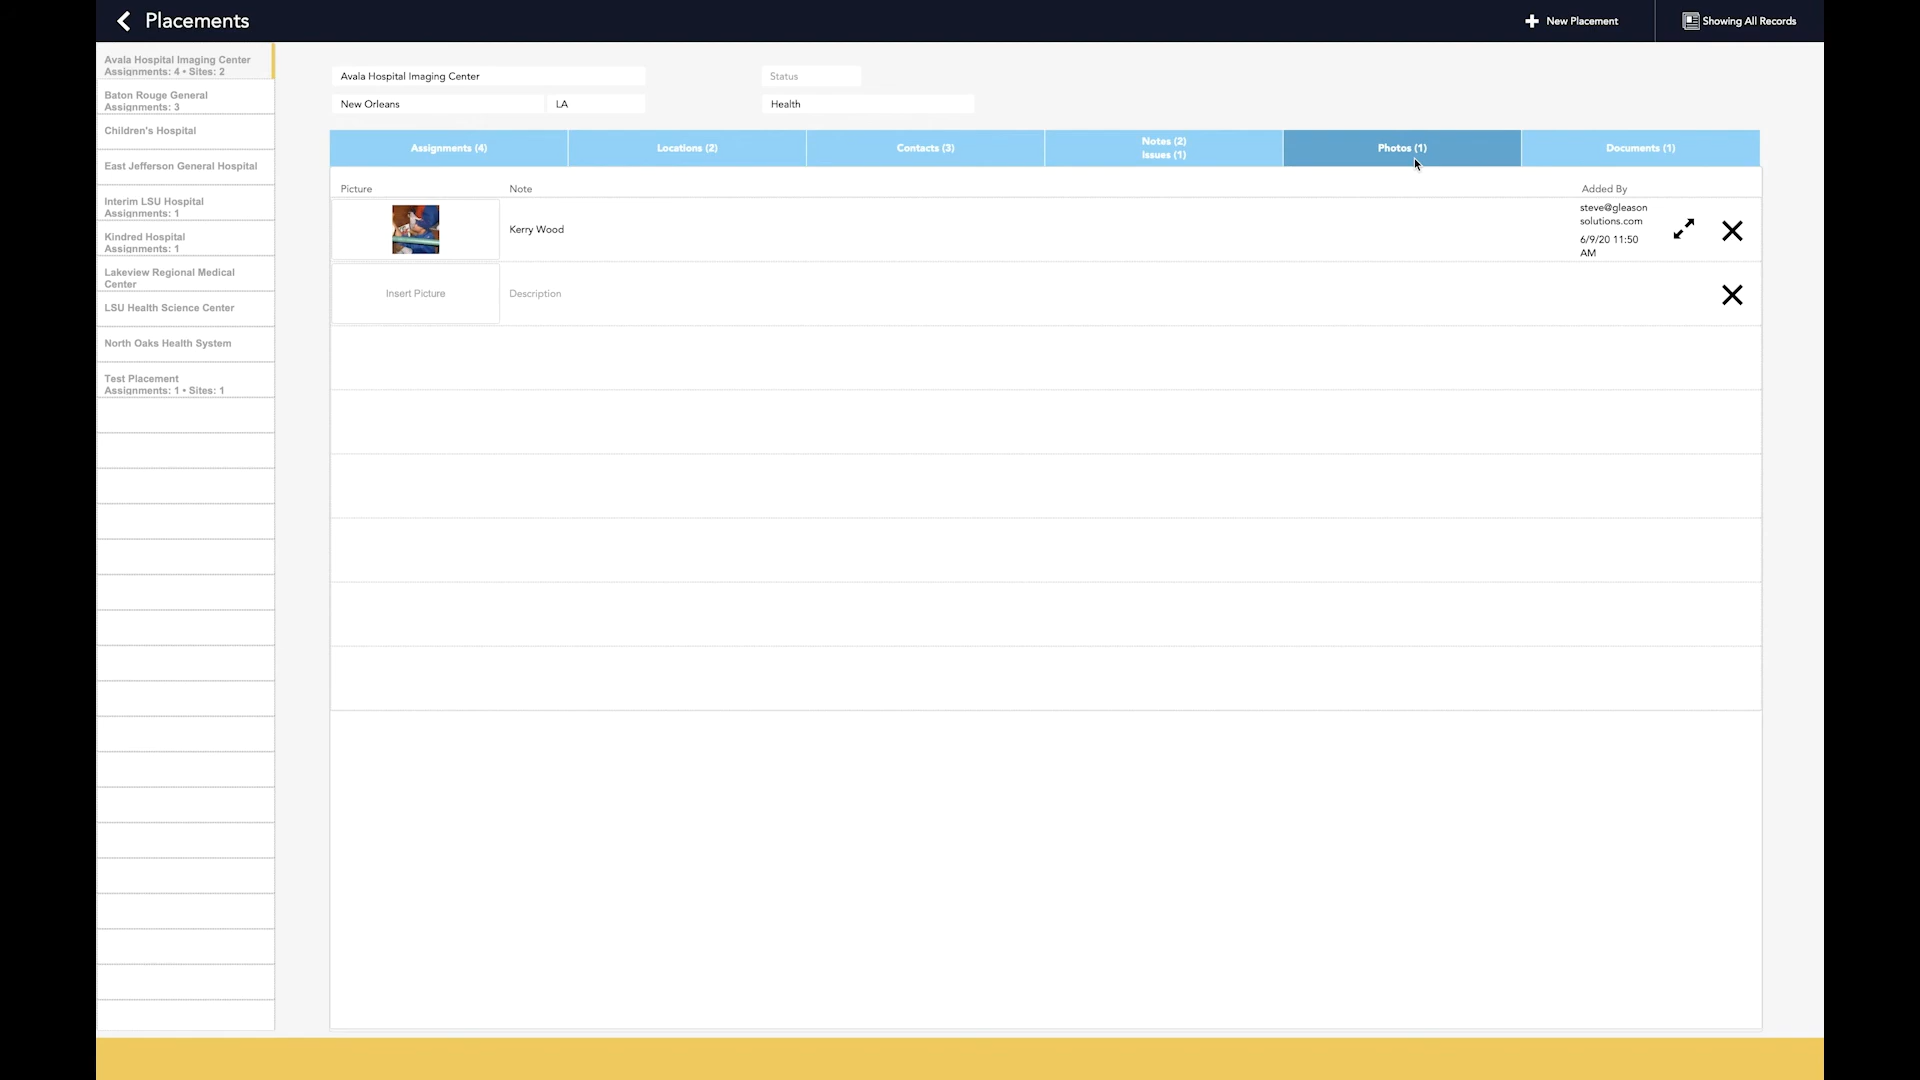 Placements
New Placement
Showing All Records
Avala Hospital Imaging Center
Assignments: 4 • Sites: 2
Baton Rouge General
Assignments: 3
Children's Hospital
East Jefferson General Hospital
Interim LSU Hospital
Assignments: 1
Kindred Hospital
Assignments: 1
Lakeview Regional Medical
Center
LSU Health Science Center
North Oaks Health System
Test Placement
Assignments: 1 • Sites: 1
Avala Hospital Imaging Center
Status
New Orleans
LA
Health
Assignments (4)
Locations (2)
Contacts (3)
Notes (2)
Issues (1)
Photos (1)
Documents (1)
Picture
Note
Added By
Kerry Wood
steve@gleason
solutions.com
6/9/20 11:50
AM
Insert Picture
Description